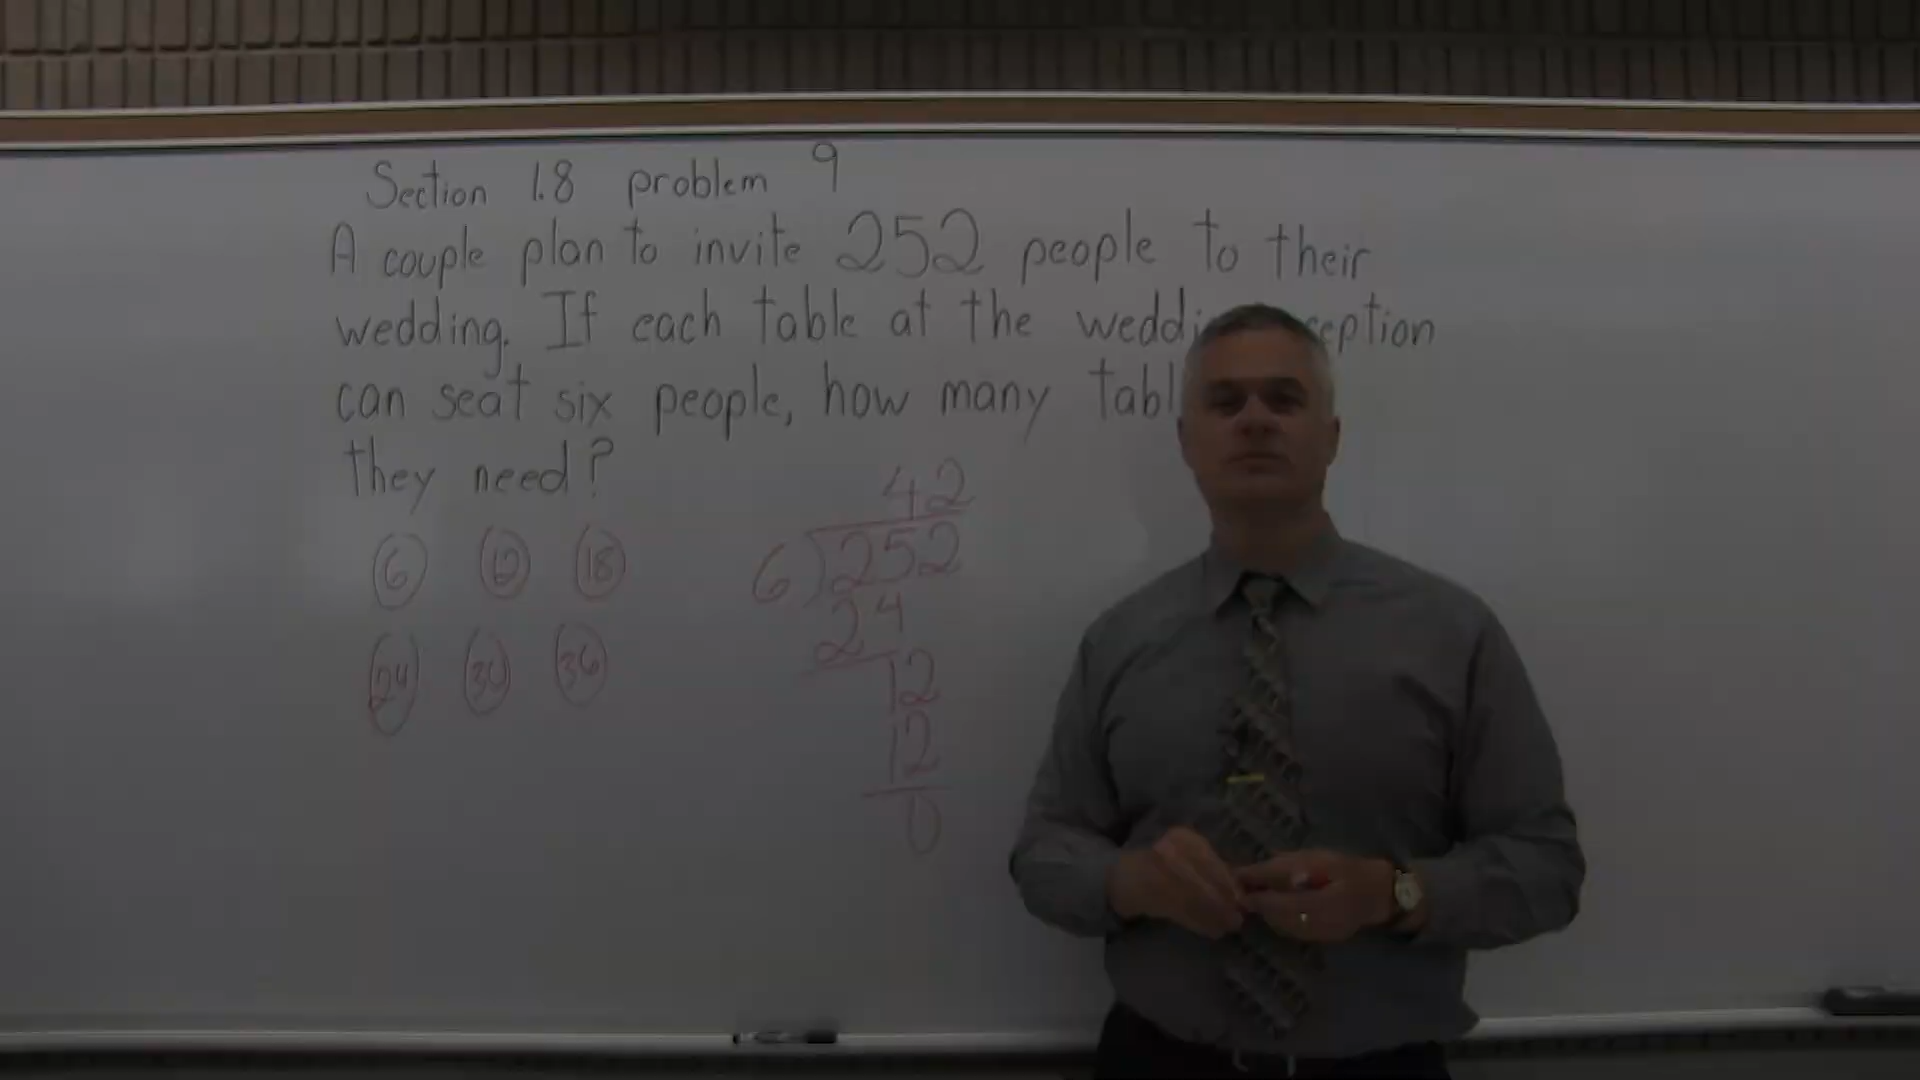 Section 1.8 problem 9
A couple plan to invite 252 people to their
wedding. If each table at the
can seat six people, how many
they need?
42
6 12 18
6 252
24
24 30 36
12
12
0